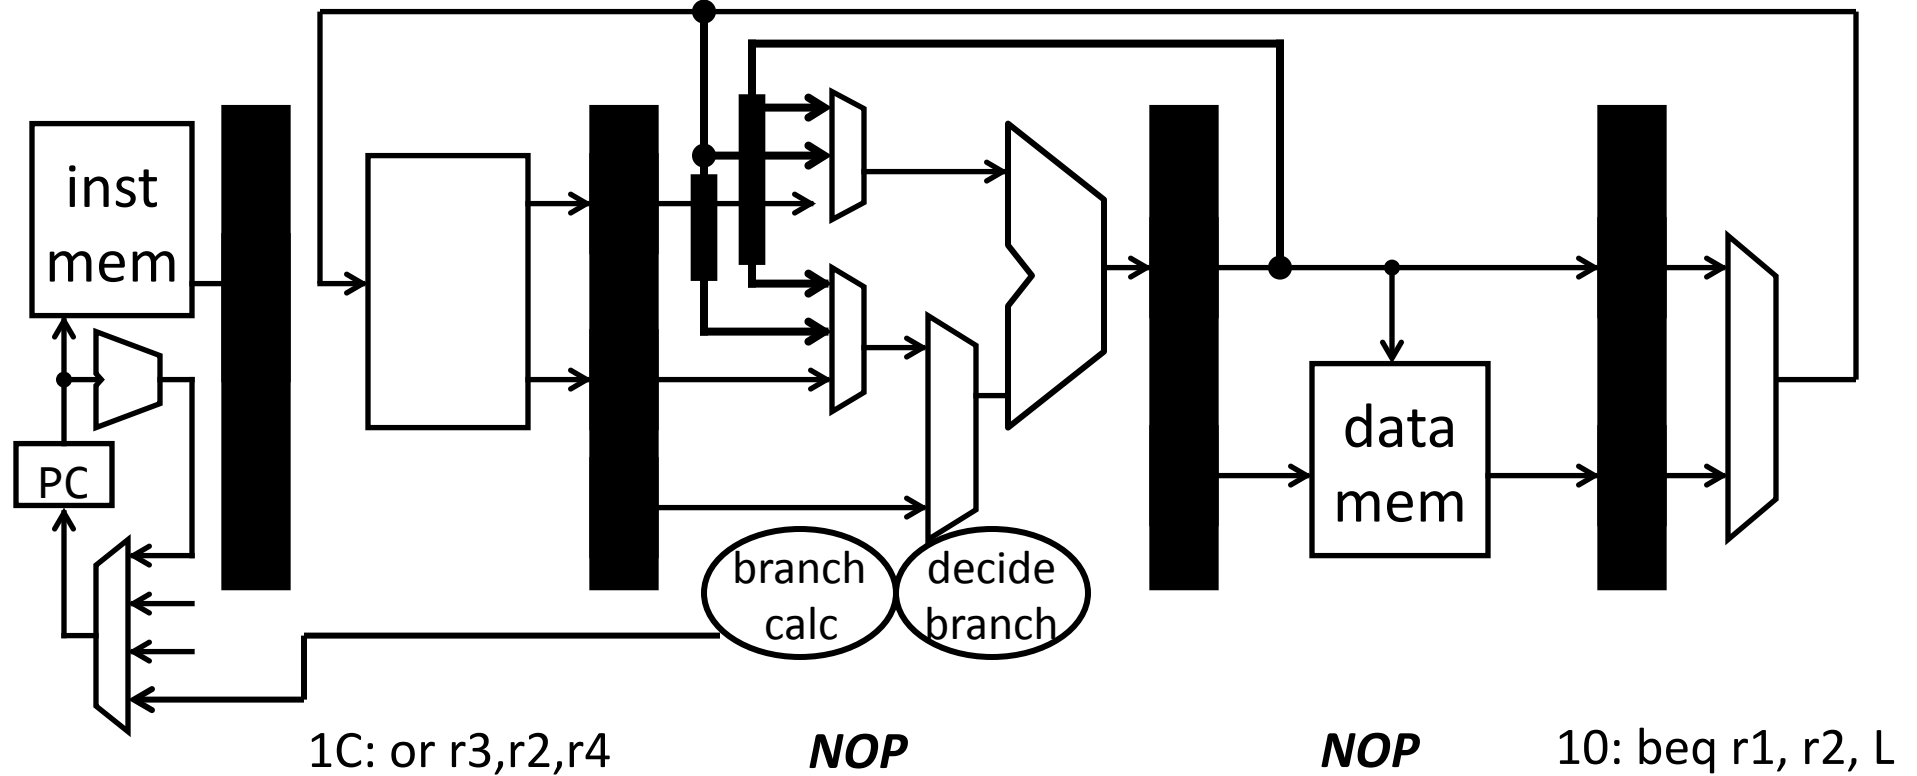 inst
mem
PC
branch
calc
decide
branch
data
mem
1C: or r3,r2,r4
NOP
NOP
10: beq r1, r2, L